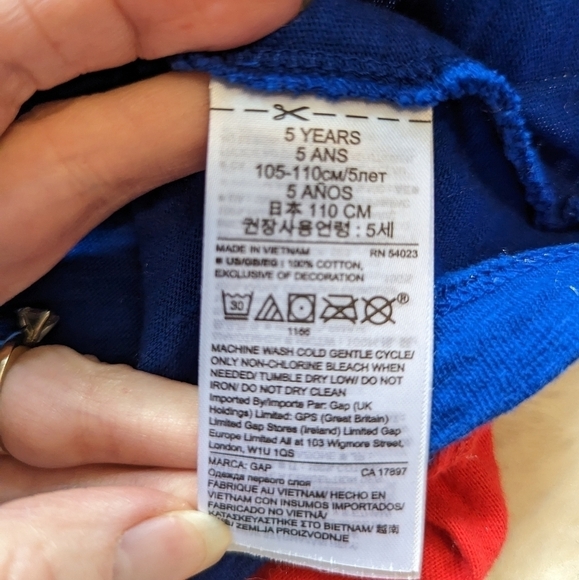 5 YEARS
5 ANS
105-110см/5лет
5 AÑOS
日本 110 CM
권장사용연령 : 5세
MADE IN VIETNAM RN 54023
US/GB/EG | 100% COTTON,
EXCLUSIVE OF DECORATION
30
®
1166
MACHINE WASH COLD GENTLE CYCLE/
ONLY NON-CHLORINE BLEACH WHEN
NEEDED/ TUMBLE DRY LOW/ DO NOT
IRON/ DO NOT DRY CLEAN
Imported By/Importe Par: Gap (UK
Holdings) Limited: GPS (Great Britain)
Limited Gap Stores (Ireland) Limited Gap
Europe Limited All at 103 Wigmore Street,
London, W1U 1QS
MARCA: GAP CA 17897
Одежда первого слоя
FABRIQUÉ AU VIETNAM/ HECHO EN
VIETNAM CON INSUMOS IMPORTADOS/
FABRICADO NO VIETNÃ/
ΚΑΤΑΣΚΕΥΑΣΤΗΚΕ ΣΤΟ ΒΙΕΤΝΑΜ/ 越南
ZEMLJA PROIZVODNJE